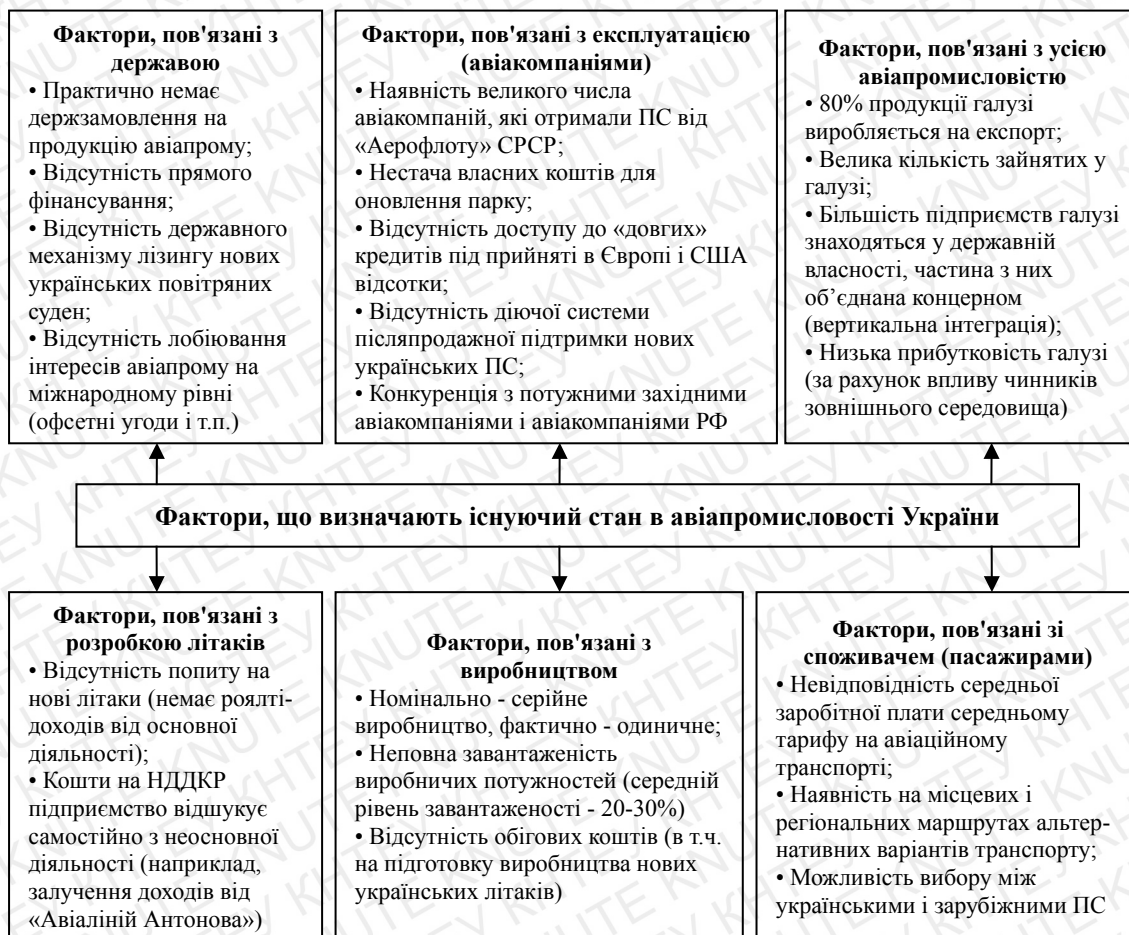 Фактори, пов'язані з
державою
• Практично немає
держзамовлення на
продукцію авіапрому;
• Відсутність прямого
фінансування;
• Відсутність державного
механізму лізингу нових
українських повітряних
суден;
• Відсутність лобіювання
інтересів авіапрому на
міжнародному рівні
(офсетні угоди і т.п.)
Фактори, пов'язані з експлуатацією
(авіакомпаніями)
• Наявність великого числа
авіакомпаній, які отримали ПС від
«Аерофлоту» СРСР;
• Нестача власних коштів для
оновлення парку;
• Відсутність доступу до «довгих»
кредитів під прийняті в Європі і США
відсотки;
• Відсутність діючої системи
післяпродажної підтримки нових
українських ПС;
• Конкуренція з потужними західними
авіакомпаніями і авіакомпаніями РФ
Фактори, пов'язані з усією
авіапромисловістю
• 80% продукції галузі
виробляється на експорт;
• Велика кількість зайнятих у
галузі;
• Більшість підприємств галузі
знаходяться у державній
власності, частина з них
об’єднана концерном
(вертикальна інтеграція);
• Низька прибутковість галузі
(за рахунок впливу чинників
зовнішнього середовища)
Фактори, що визначають існуючий стан в авіапромисловості України
Фактори, пов'язані з
розробкою літаків
• Відсутність попиту на
нові літаки (немає роялті-
доходів від основної
діяльності);
• Кошти на НДДКР
підприємство відшукує
самостійно з неосновної
діяльності (наприклад,
залучення доходів від
«Авіаліній Антонова»)
Фактори, пов'язані з
виробництвом
• Номінально - серійне
виробництво, фактично - одиничне;
• Неповна завантаженість
виробничих потужностей (середній
рівень завантаженості - 20-30%)
• Відсутність обігових коштів (в т.ч.
на підготовку виробництва нових
українських літаків)
Фактори, пов'язані зі
споживачем (пасажирами)
• Невідповідність середньої
заробітної плати середньому
тарифу на авіаційному
транспорті;
• Наявність на місцевих і
регіональних маршрутах альтер-
нативних варіантів транспорту;
• Можливість вибору між
українськими і зарубіжними ПС